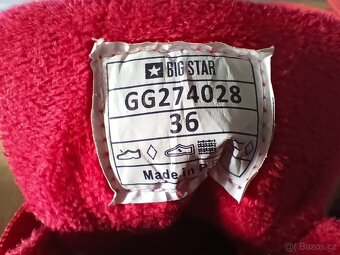 BIG STAR
GG274028
36
Made in
bazos.cz